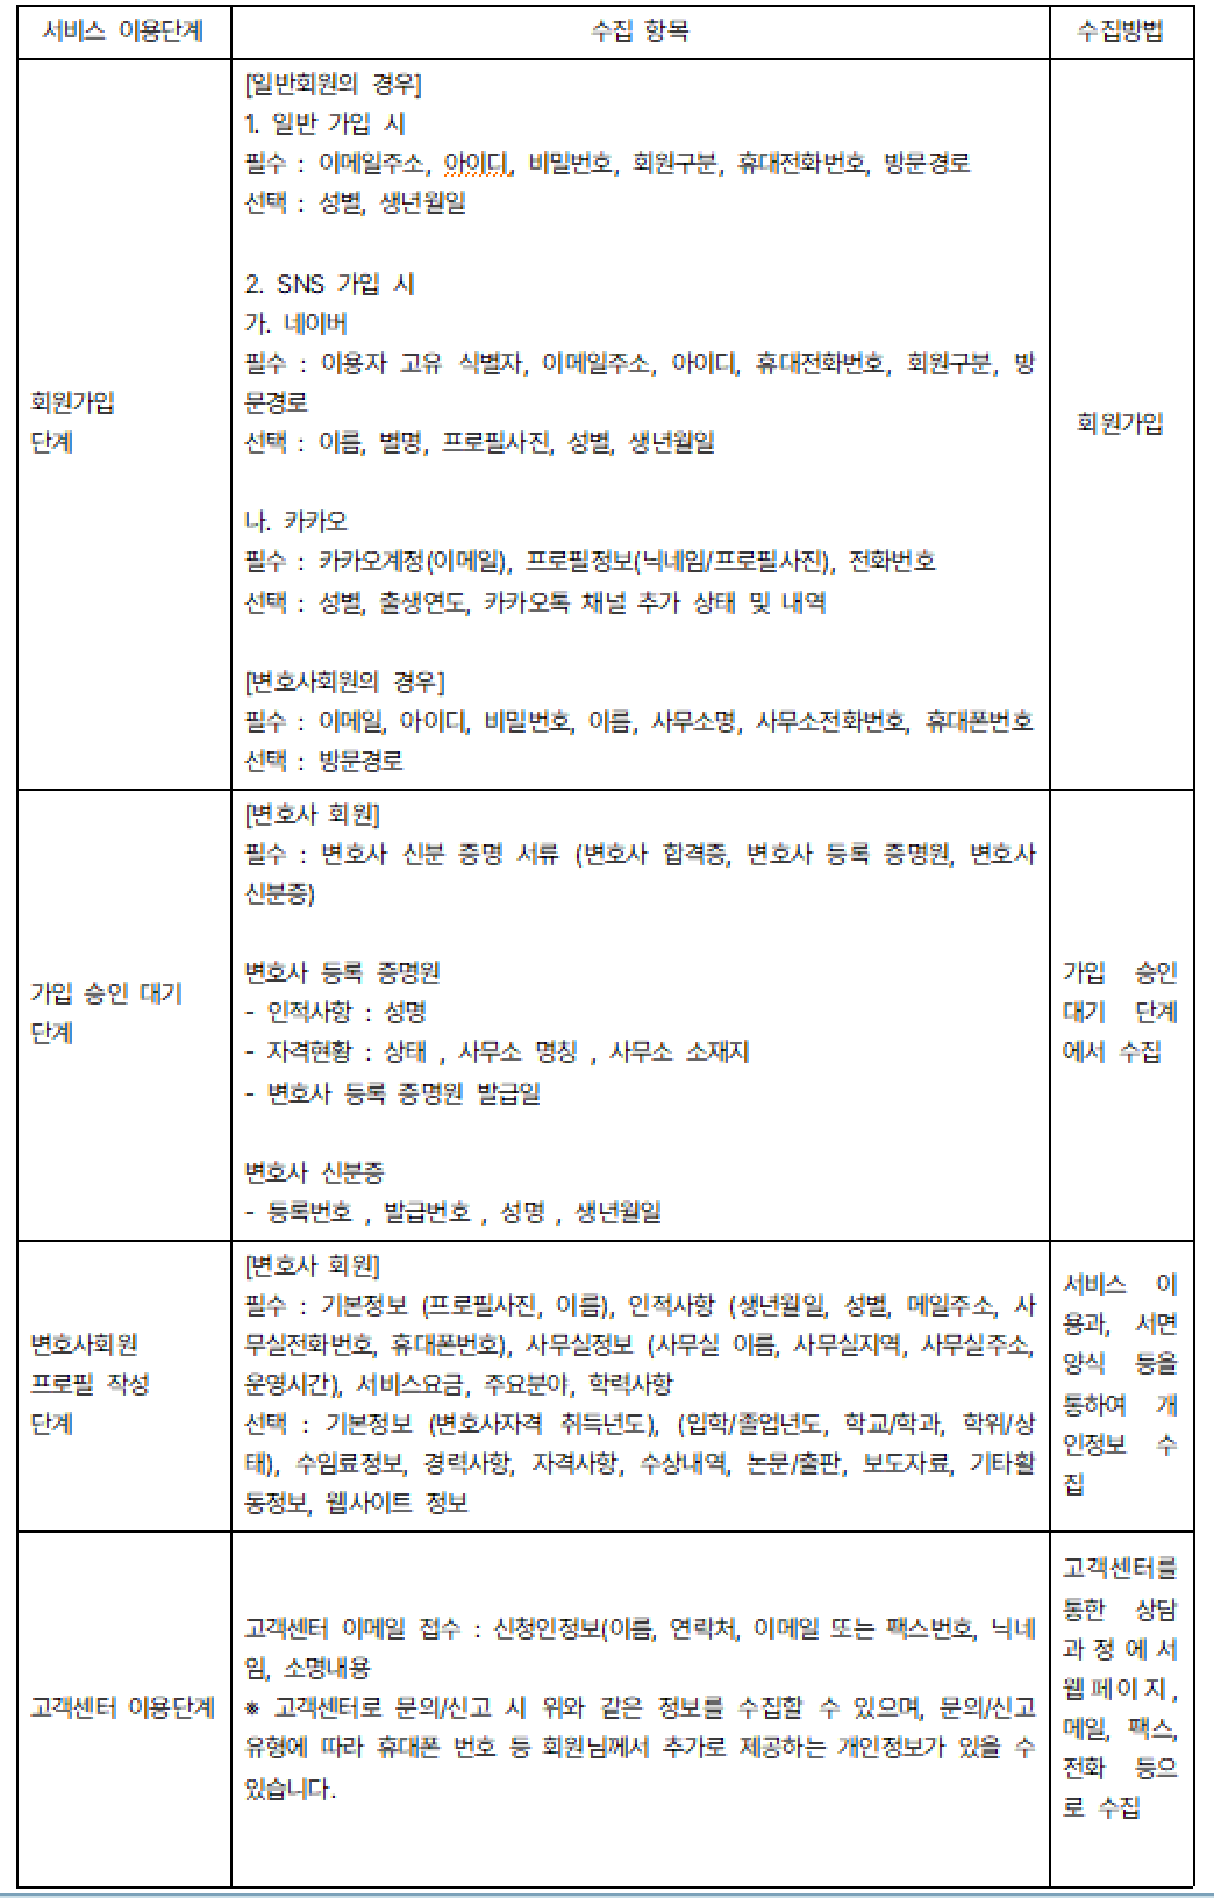 서비스 이용단계
수집 항목
수집방법
회원가입
단계
[일반회원의 경우]
1. 일반 가입 시
필수 : 이메일주소, 아이디, 비밀번호, 회원구분, 휴대전화번호, 방문경로
선택 : 성별, 생년월일
2. SNS 가입 시
가. 네이버
필수 : 이용자 고유 식별자, 이메일주소, 아이디, 휴대전화번호, 회원구분, 방
문경로
선택 : 이름, 별명, 프로필사진, 성별, 생년월일
나. 카카오
필수 : 카카오계정(이메일), 프로필정보(닉네임/프로필사진), 전화번호
선택 : 성별, 출생연도, 카카오톡 채널 추가 상태 및 내역
[변호사회원의 경우]
필수 : 이메일, 아이디, 비밀번호, 이름, 사무소명, 사무소전화번호, 휴대폰번호
선택 : 방문경로
회원가입
가입 승인 대기
단계
[변호사 회원]
필수 : 변호사 신분 증명 서류 (변호사 합격증, 변호사 등록 증명원, 변호사
신분증)
변호사 등록 증명원
- 인적사항 : 성명
- 자격현황 : 상태 , 사무소 명칭 , 사무소 소재지
- 변호사 등록 증명원 발급일
변호사 신분증
- 등록번호 , 발급번호 , 성명 , 생년월일
가입 승인
대기 단계
에서 수집
변호사회원
프로필 작성
단계
[변호사 회원]
필수 : 기본정보 (프로필사진, 이름), 인적사항 (생년월일, 성별, 메일주소, 사
무실전화번호, 휴대폰번호), 사무실정보 (사무실 이름, 사무실지역, 사무실주소,
운영시간), 서비스요금, 주요분야, 학력사항
선택 : 기본정보 (변호사자격 취득년도), (입학/졸업년도, 학교/학과, 학위/상
태), 수임료정보, 경력사항, 자격사항, 수상내역, 논문/출판, 보도자료, 기타활
동정보, 웹사이트 정보
서비스 이
용과, 서면
양식 등을
통하여 개
인정보 수
집
고객센터 이용단계
고객센터 이메일 접수 : 신청인정보(이름, 연락처, 이메일 또는 팩스번호, 닉네
임, 소명내용
※ 고객센터로 문의/신고 시 위와 같은 정보를 수집할 수 있으며, 문의/신고
유형에 따라 휴대폰 번호 등 회원님께서 추가로 제공하는 개인정보가 있을 수
있습니다.
고객센터를
통한 상담
과정에서
웹페이지,
메일, 팩스,
전화 등으
로 수집